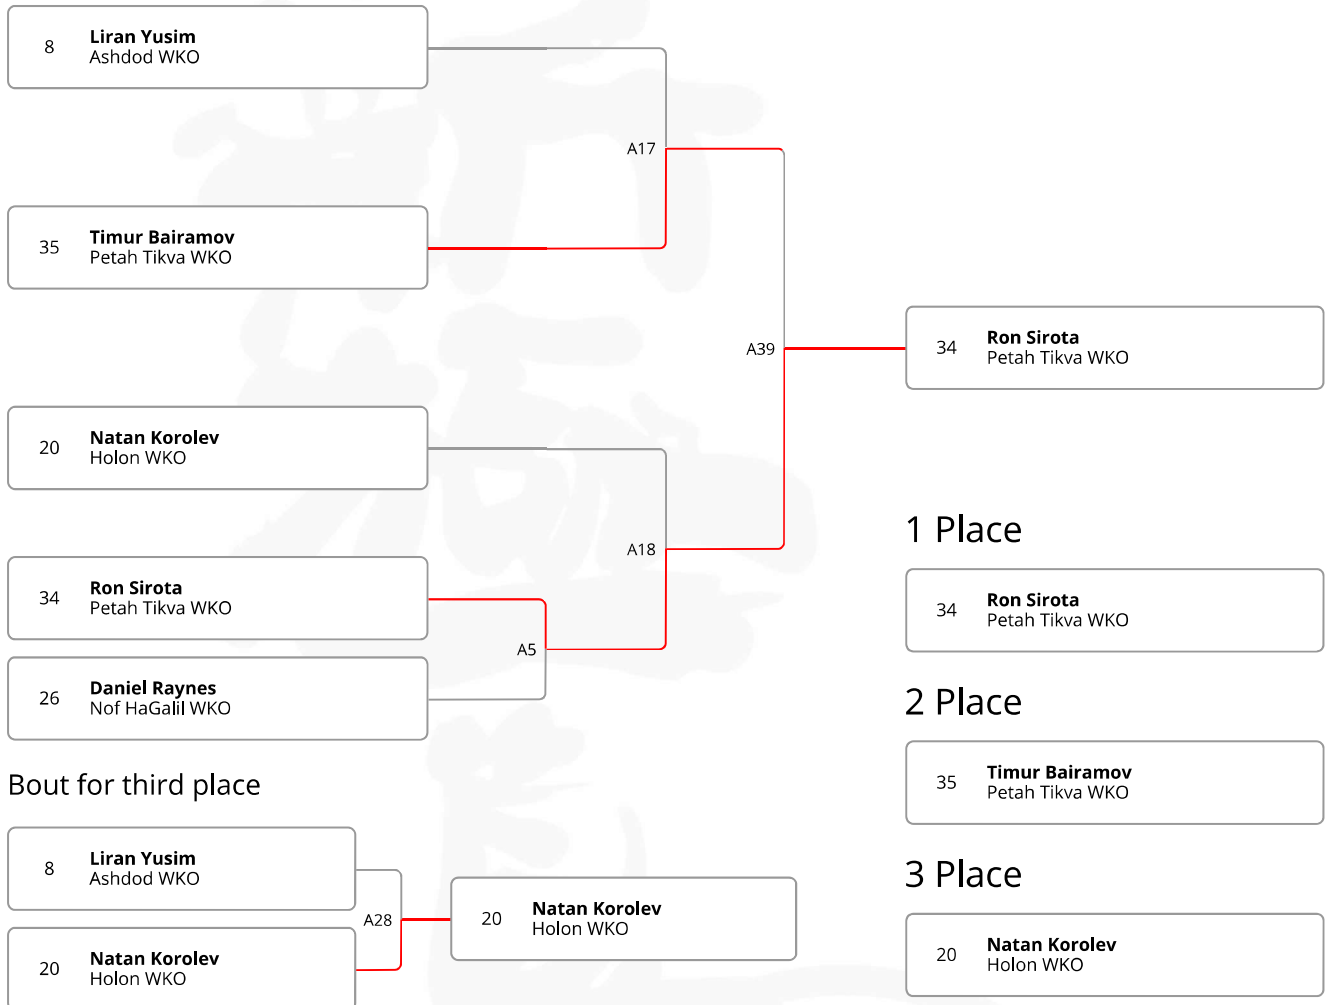 8
Liran Yusim
Ashdod WKO
A17
35
Timur Bairamov
Petah Tikva WKO
A39
34
Ron Sirota
Petah Tikva WKO
20
Natan Korolev
Holon WKO
A18
34
Ron Sirota
Petah Tikva WKO
A5
26
Daniel Raynes
Nof HaGalil WKO
Bout for third place
8
Liran Yusim
Ashdod WKO
A28
20
Natan Korolev
Holon WKO
20
Natan Korolev
Holon WKO
1 Place
34
Ron Sirota
Petah Tikva WKO
2 Place
35
Timur Bairamov
Petah Tikva WKO
3 Place
20
Natan Korolev
Holon WKO